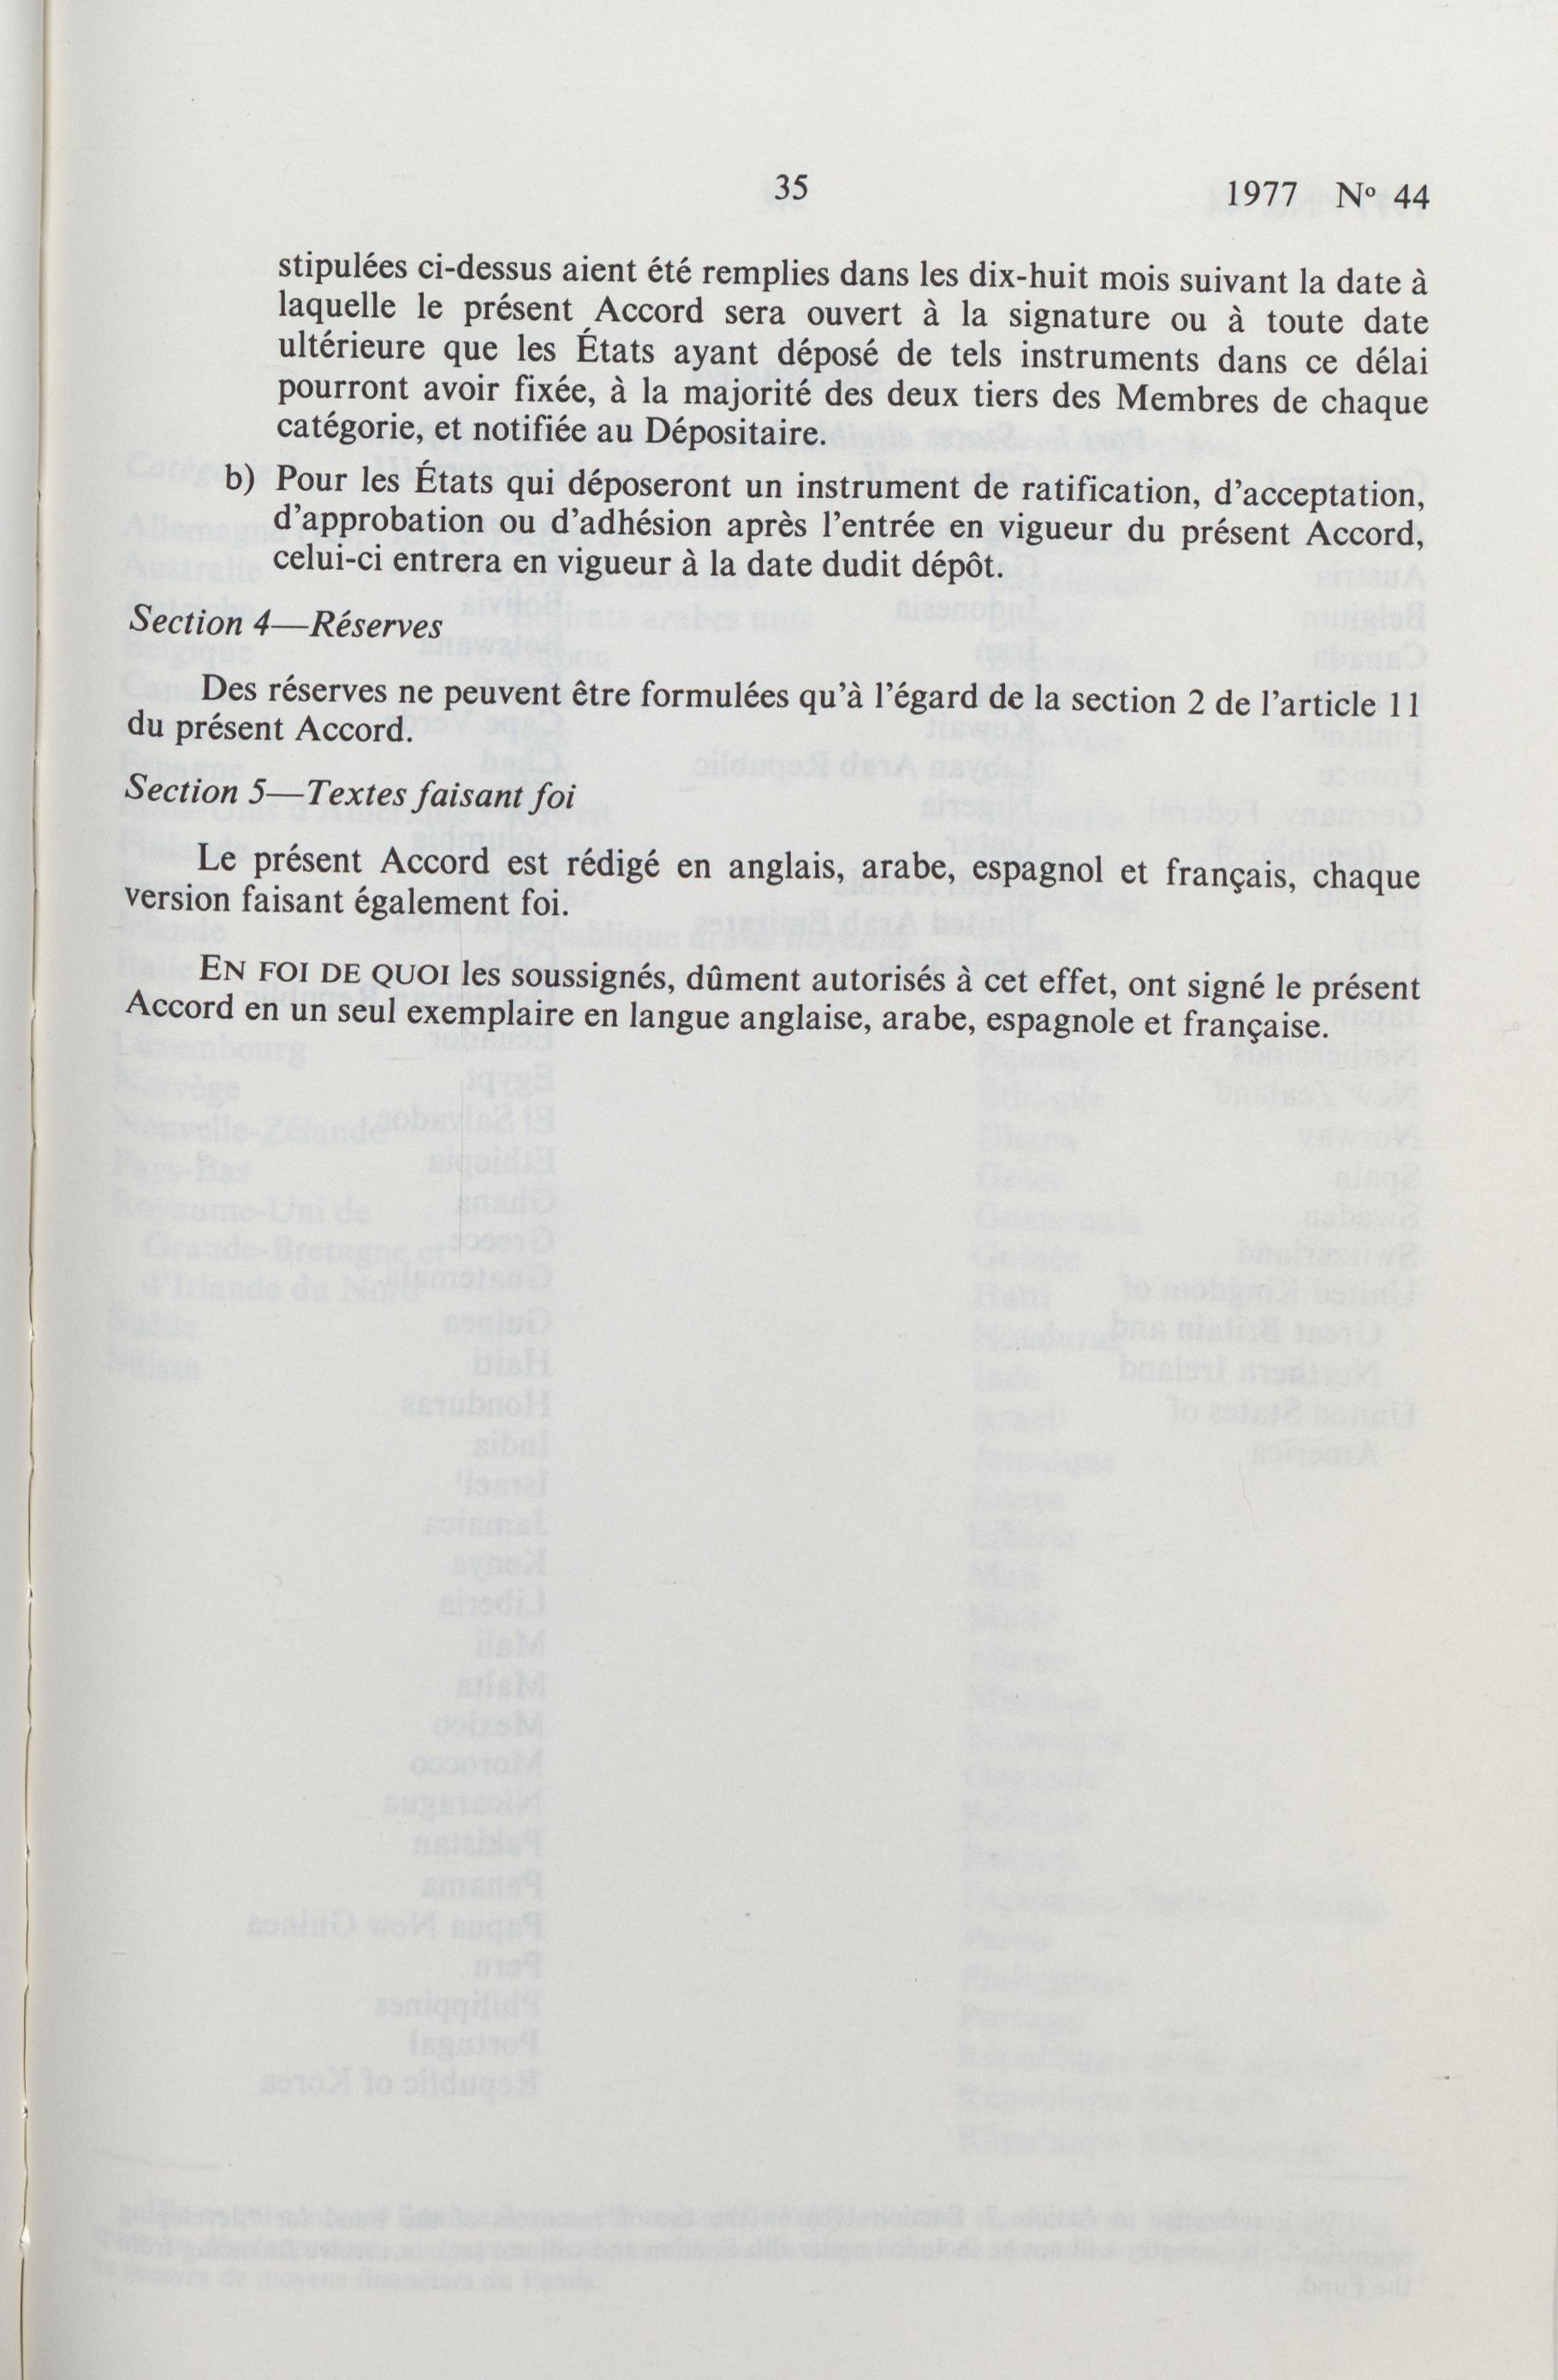 35
1977 Nº 44
stipulées ci-dessus aient été remplies dans les dix-huit mois suivant la date à
laquelle le présent Accord sera ouvert à la signature ou à toute date
ultérieure que les États ayant déposé de tels instruments dans ce délai
pourront avoir fixée, à la majorité des deux tiers des Membres de chaque
catégorie, et notifiée au Dépositaire.
b) Pour les États qui déposeront un instrument de ratification, d'acceptation,
d'approbation ou d'adhésion après l'entrée en vigueur du présent Accord,
celui-ci entrera en vigueur à la date dudit dépôt.
Section 4—Réserves
Des réserves ne peuvent être formulées qu'à l'égard de la section 2 de l'article 11
du présent Accord.
Section 5—Textes faisant foi
Le présent Accord est rédigé en anglais, arabe, espagnol et français, chaque
version faisant également foi.
EN FOI DE QUOI les soussignés, dûment autorisés à cet effet, ont signé le présent
Accord en un seul exemplaire en langue anglaise, arabe, espagnole et française.